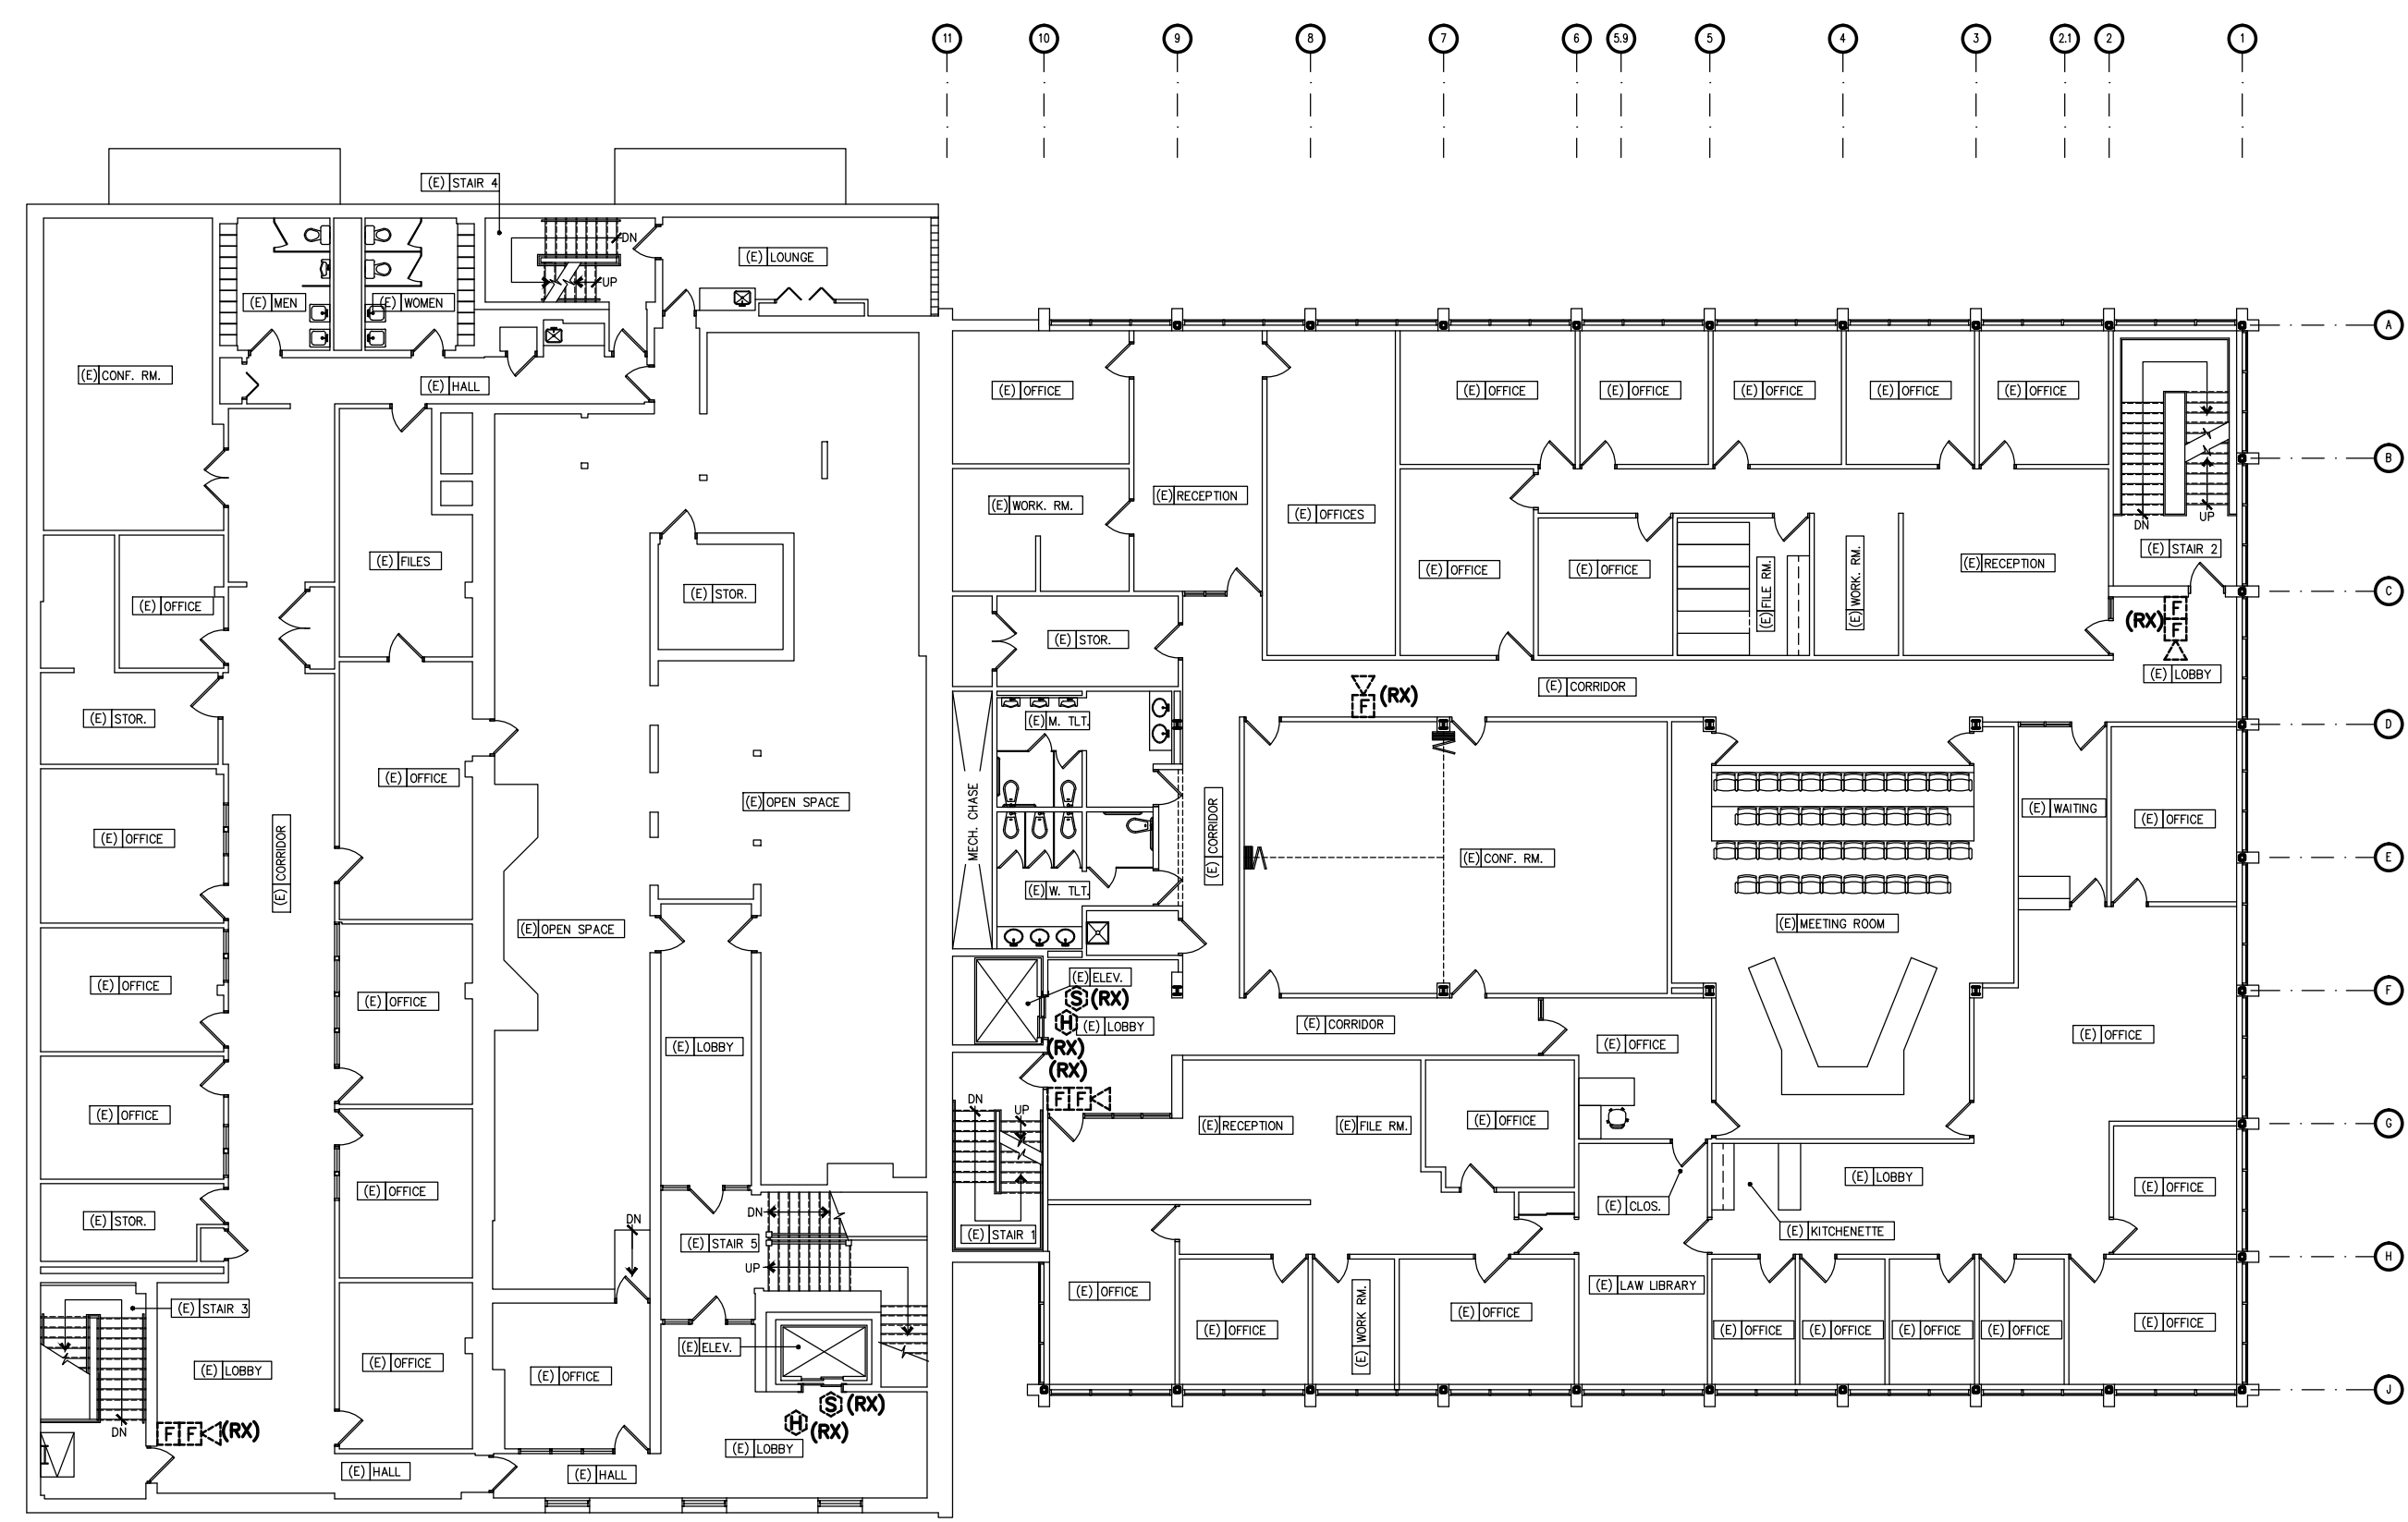 11 10 9 8 7 6 5.9 5 4 3 2.1 2 1
(E) STAIR 4
DN
(E) LOUNGE
UP
(E) MEN
(E) WOMEN
A
(E) CONF. RM.
(E) HALL
(E) OFFICE
(E) OFFICE
(E) OFFICE
(E) OFFICE
(E) OFFICE
(E) OFFICE
B
(E) RECEPTION
(E) WORK. RM.
(E) OFFICES
DN
UP
(E) STAIR 2
(E) FILES
(E) OFFICE
(E) OFFICE
(E) FILE RM.
(E) WORK. RM.
(E) RECEPTION
C
(E) STOR.
(E) OFFICE
F
F
(RX)
(E) STOR.
(E) LOBBY
(E) CORRIDOR
F
(RX)
(E) STOR.
(E) M. TLT.
D
(E) OFFICE
(E) OPEN SPACE
MECH. CHASE
(E) CORRIDOR
(E) WAITING
(E) OFFICE
(E) OFFICE
(E) CORRIDOR
(E) CONF. RM.
E
(E) W. TLT.
(E) OPEN SPACE
(E) MEETING ROOM
(E) OFFICE
(E) OFFICE
(E) ELEV.
S (RX)
F
H
(E) LOBBY
(RX)
(E) CORRIDOR
(E) OFFICE
(E) OFFICE
(E) LOBBY
(RX)
F F
DN
UP
(E) OFFICE
(E) RECEPTION
(E) FILE RM.
(E) OFFICE
G
(E) OFFICE
(E) LOBBY
(E) OFFICE
(E) STOR.
(E) CLOS.
DN
DN
(E) STAIR 5
(E) STAIR 1
(E) KITCHENETTE
H
UP
(E) STAIR 3
(E) OFFICE
(E) LAW LIBRARY
(E) OFFICE
(E) WORK RM.
(E) OFFICE
(E) OFFICE
(E) OFFICE
(E) OFFICE
(E) OFFICE
(E) OFFICE
(E) ELEV.
(E) LOBBY
(E) OFFICE
(E) OFFICE
J
S (RX)
H
(RX)
DN
F F (RX)
(E) LOBBY
(E) HALL
(E) HALL